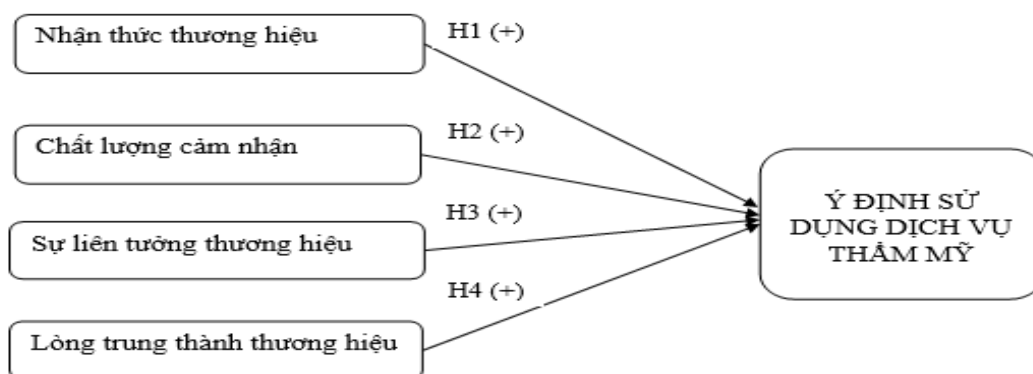 Nhận thức thương hiệu
H1 (+)
Chất lượng cảm nhận
H2 (+)
Sự liên tưởng thương hiệu
H3 (+)
Lòng trung thành thương hiệu
H4 (+)
Ý ĐỊNH SỬ
DỤNG DỊCH VỤ
THẨM MỸ